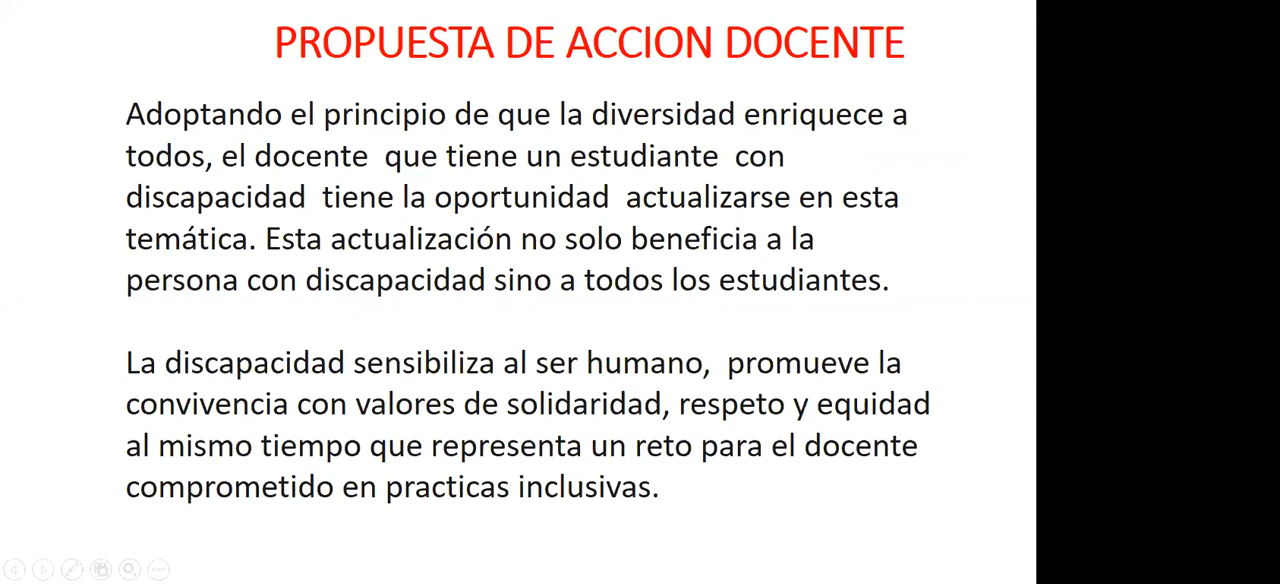 PROPUESTA DE ACCION DOCENTE
Adoptando el principio de que la diversidad enriquece a
todos, el docente  que tiene un estudiante  con
discapacidad  tiene la oportunidad  actualizarse en esta
temática. Esta actualización no solo beneficia a la
persona con discapacidad sino a todos los estudiantes.
La discapacidad sensibiliza al ser humano,  promueve la
convivencia con valores de solidaridad, respeto y equidad
al mismo tiempo que representa un reto para el docente
comprometido en practicas inclusivas.